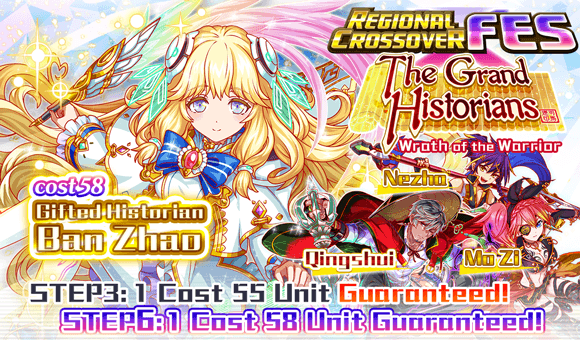 REGIONAL
CROSSOVER FES
The Grand
Historians
Wrath of the Warrior
Nezha
cost58
Gifted Historian
Ban Zhao
Qingshui
Mo Zi
STEP3: 1 Cost 55 Unit Guaranteed!
STEP6: 1 Cost 58 Unit Guaranteed!